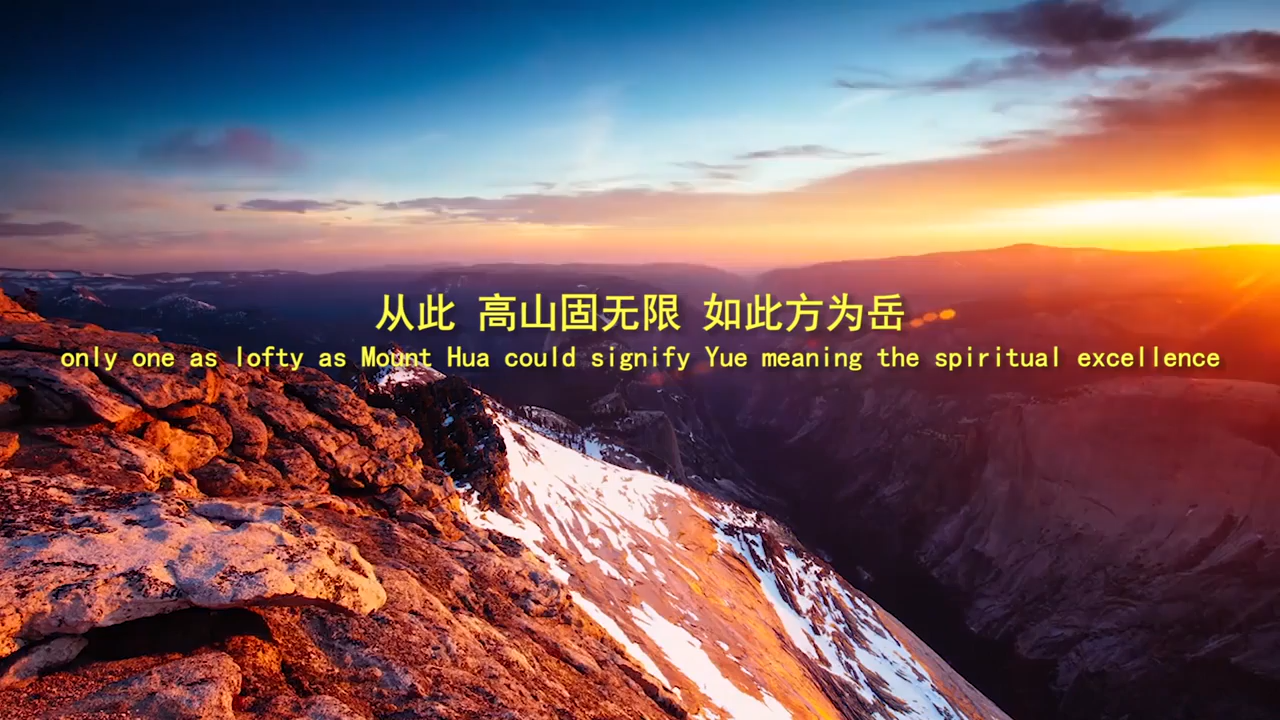 从此 高山固无限 如此方为岳
only one as lofty as Mount Hua could signify Yue meaning the spiritual excellence